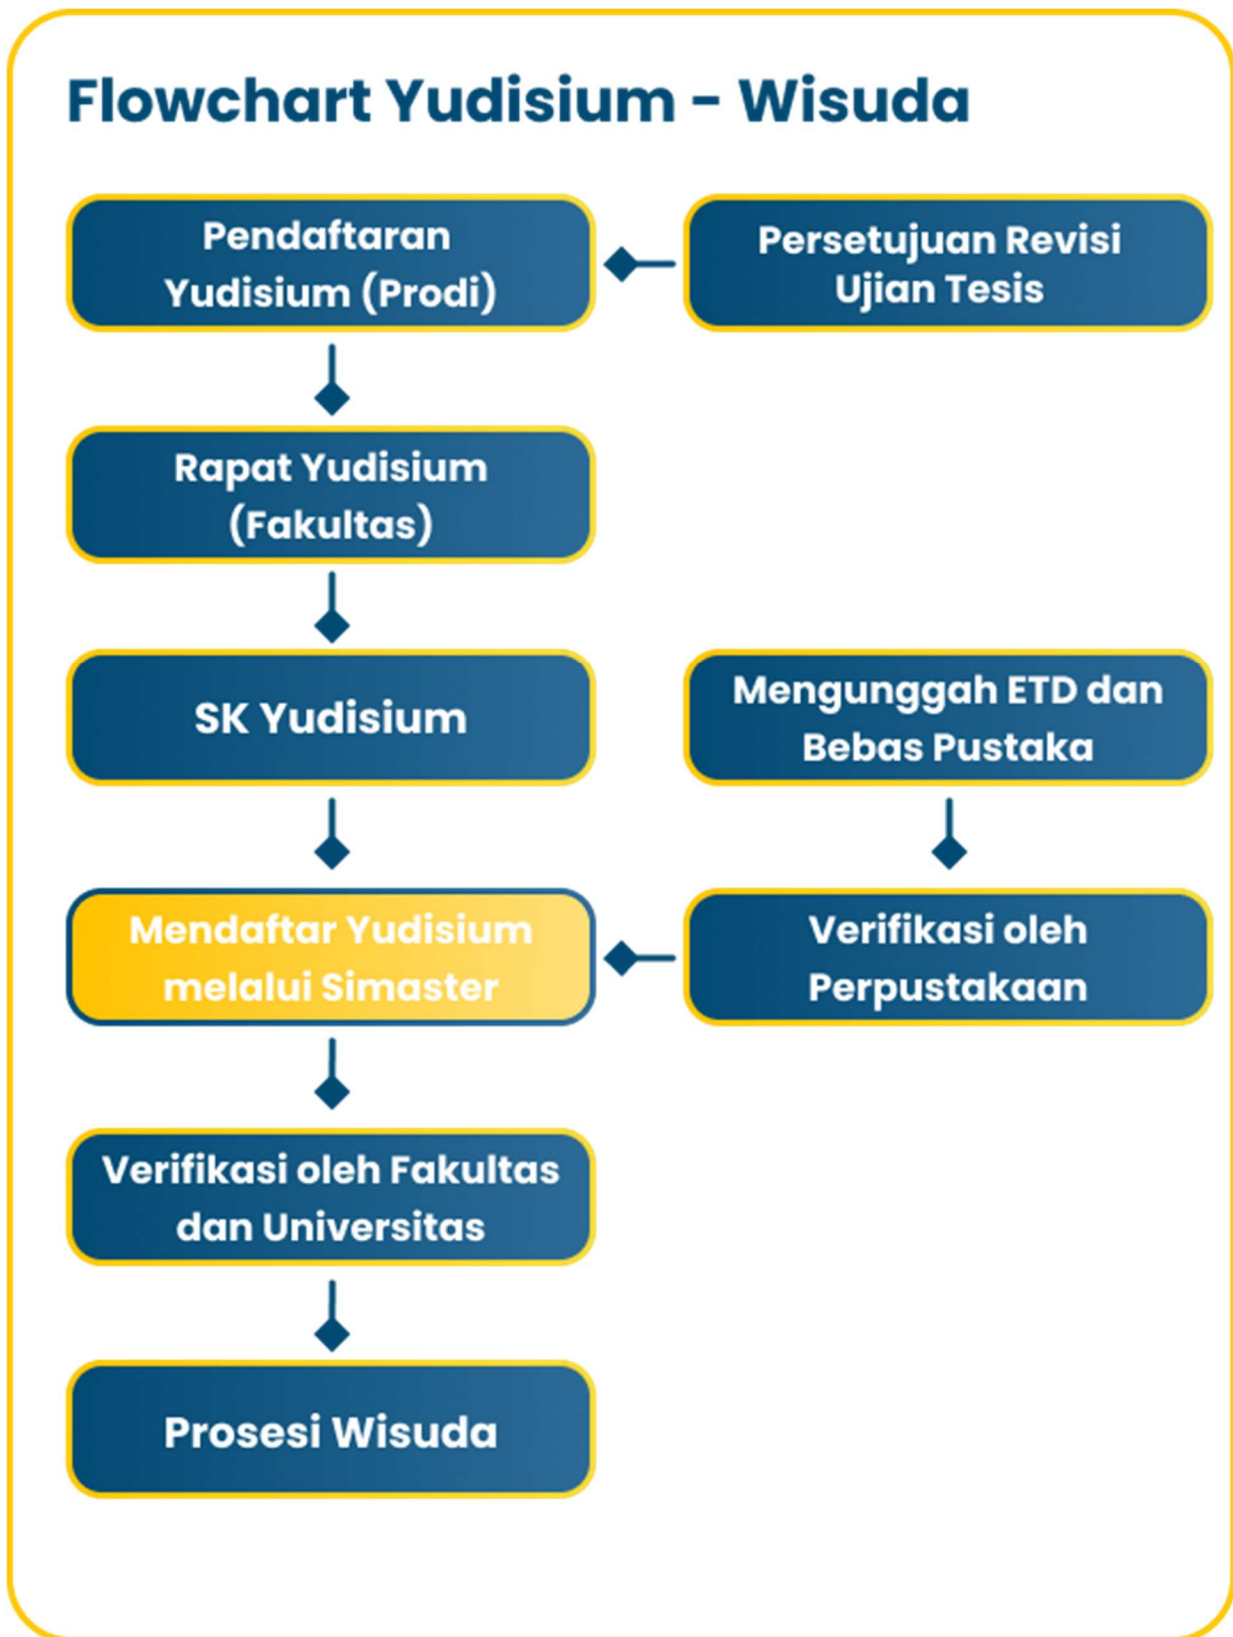 Flowchart Yudisium - Wisuda
Pendaftaran
Yudisium (Prodi)
Persetujuan Revisi
Ujian Tesis
Rapat Yudisium
(Fakultas)
SK Yudisium
Mengunggah ETD dan
Bebas Pustaka
Mendaftar Yudisium
melalui Simaster
Verifikasi oleh
Perpustakaan
Verifikasi oleh Fakultas
dan Universitas
Prosesi Wisuda